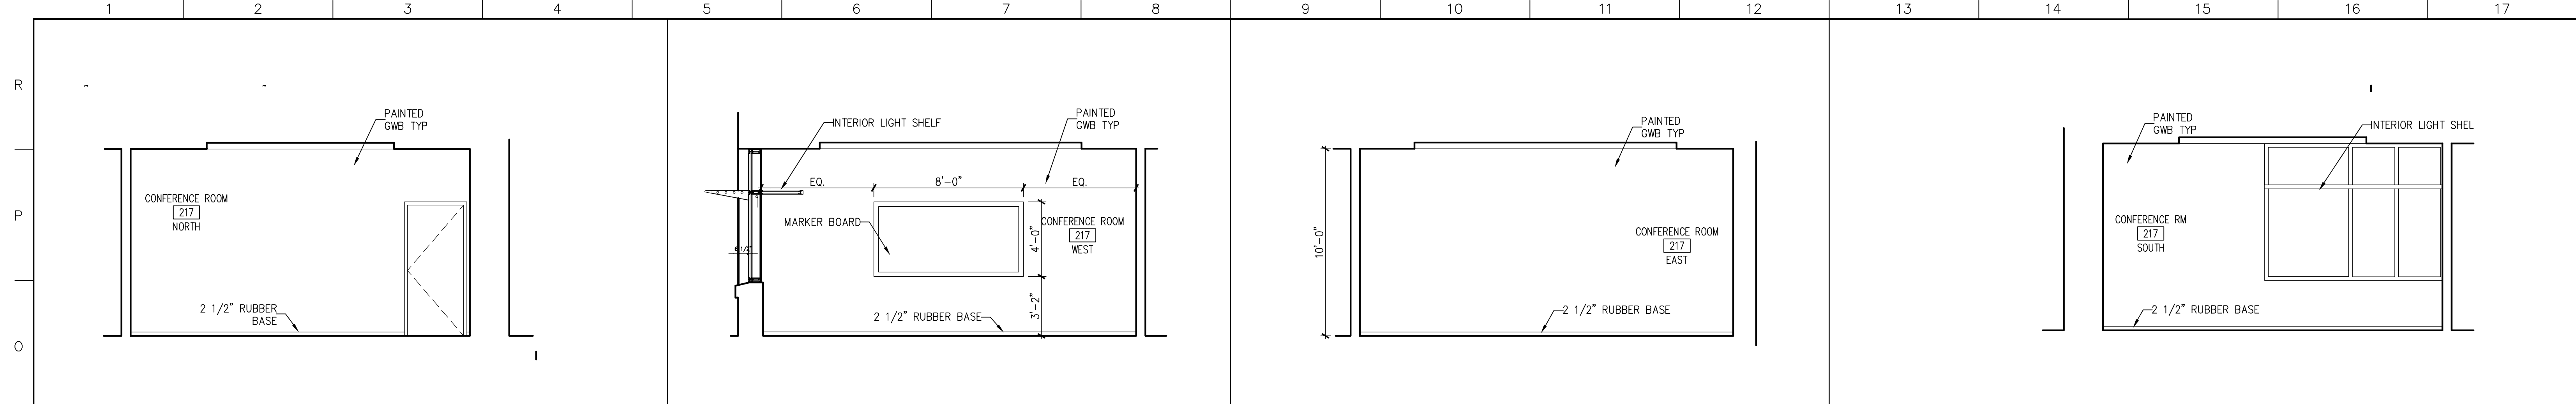 1 2 3 4 5 6 7 8 9 10 11 12 13 14 15 16 17
R
P
O
PAINTED
GWB TYP
CONFERENCE ROOM
217
NORTH
2 1/2" RUBBER
BASE
INTERIOR LIGHT SHELF
PAINTED
GWB TYP
EQ. 8'-0" EQ.
MARKER BOARD
CONFERENCE ROOM
217
WEST
4'-0"
6 1/2"
3'-2"
2 1/2" RUBBER BASE
PAINTED
GWB TYP
10'-0"
CONFERENCE ROOM
217
EAST
2 1/2" RUBBER BASE
PAINTED
GWB TYP
INTERIOR LIGHT SHEL
CONFERENCE RM
217
SOUTH
2 1/2" RUBBER BASE